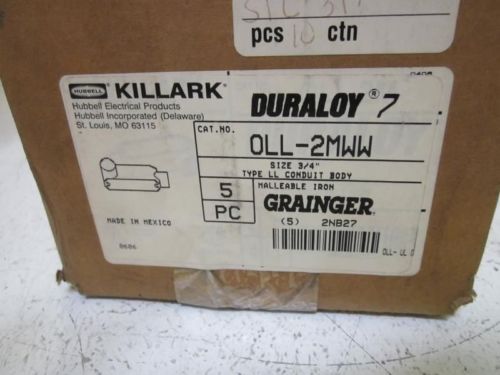 pcs 10 ctn
HUBBELL KILLARK®
Hubbell Electrical Products
Hubbell Incorporated (Delaware)
St. Louis, MO 63115
DURALOY® 7
CAT.NO.
OLL-2MWW
SIZE 3/4"
TYPE LL CONDUIT BODY
5
PC
MALLEABLE IRON
GRAINGER®
(5) 2NB27
MADE IN MEXICO
0606